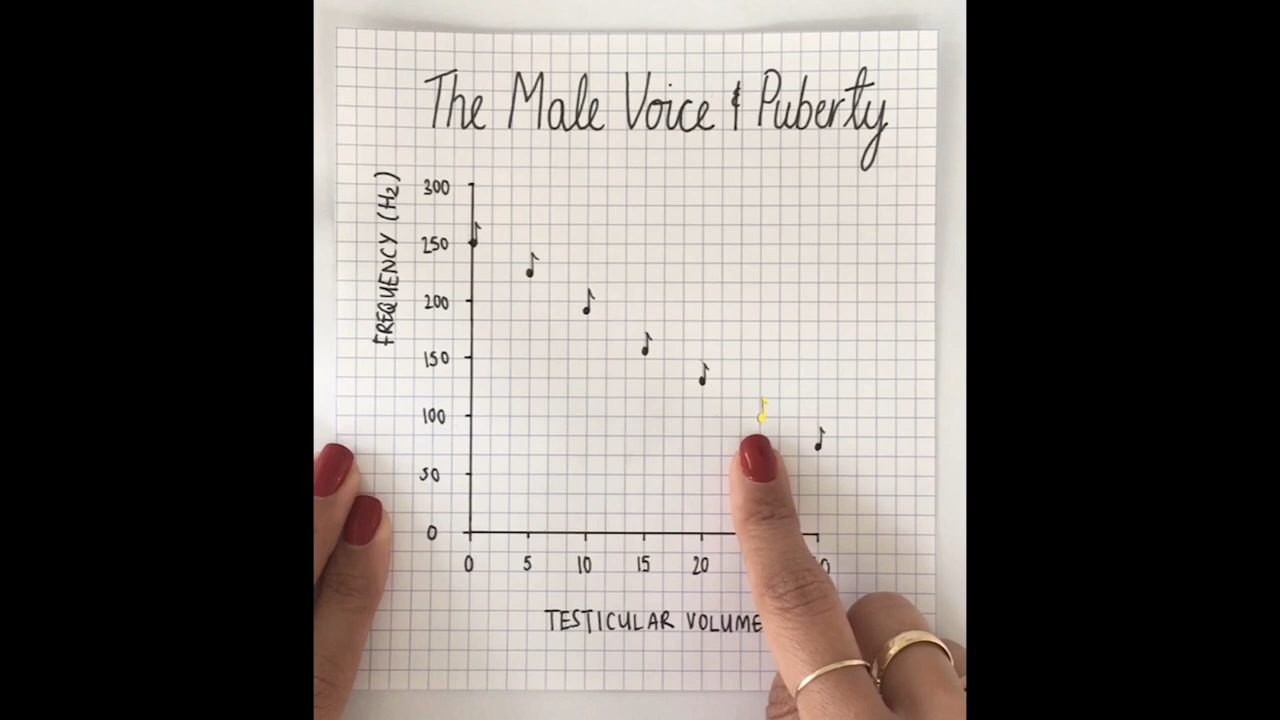 The Male Voice & Puberty
FREQUENCY (Hz)
300
250
200
150
100
50
0
0 5 10 15 20
TESTICULAR VOLUME